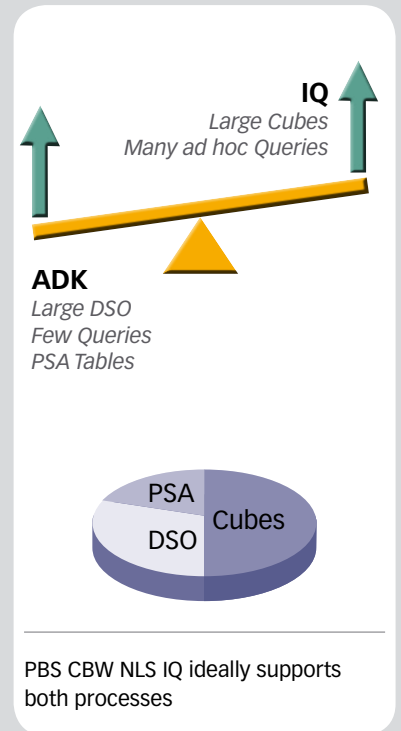 IQ
Large Cubes
Many ad hoc Queries
ADK
Large DSO
Few Queries
PSA Tables
PSA
Cubes
DSO
PBS CBW NLS IQ ideally supports
both processes